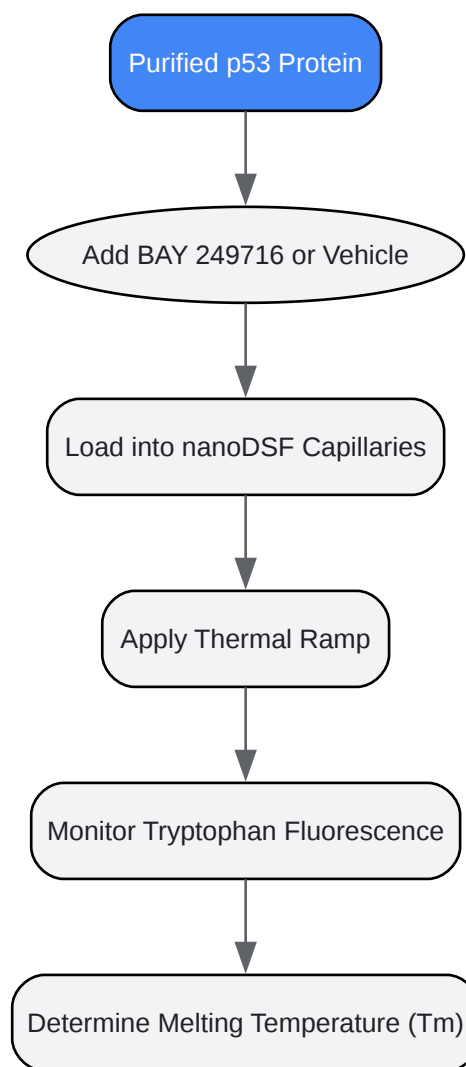 Purified p53 Protein
Add BAY 249716 or Vehicle
Load into nanoDSF Capillaries
Apply Thermal Ramp
Monitor Tryptophan Fluorescence
Determine Melting Temperature (Tm)